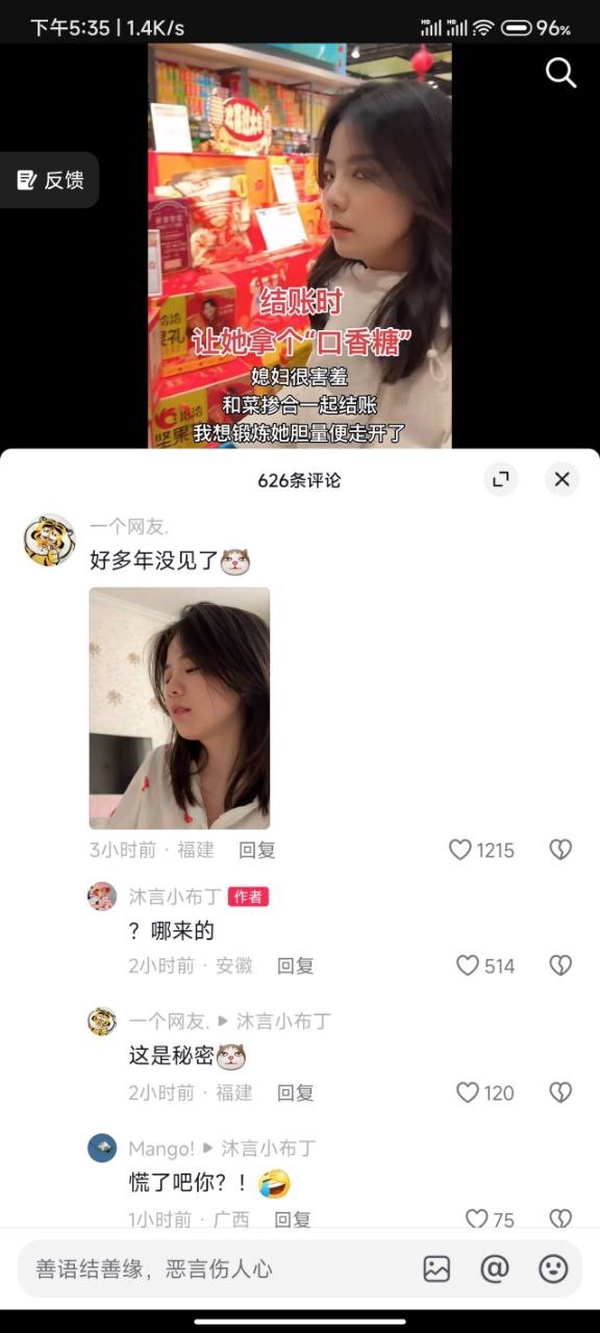 下午5:35 | 1.4K/s
HD HD 96%
反馈
结账时
让她拿个“口香糖”
媳妇很害羞
和菜掺合一起结账
我想锻炼她胆量便走开了
洽洽
坚果
626条评论
一个网友.
好多年没见了
3小时前 · 福建 回复 1215
沐言小布丁 作者
？哪来的
2小时前 · 安徽 回复 514
一个网友. ▶ 沐言小布丁
这是秘密
2小时前 · 福建 回复 120
Mango! ▶ 沐言小布丁
慌了吧你？！
1小时前 · 广西 回复 75
善语结善缘，恶言伤人心